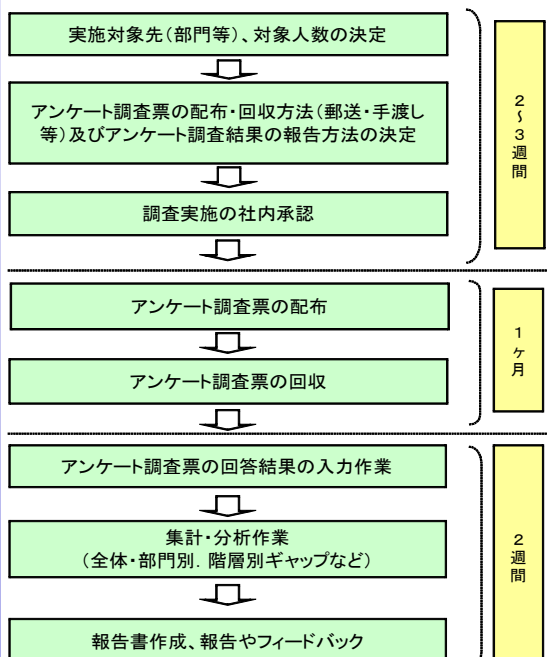 実施対象先(部門等)、対象人数の決定
アンケート調査票の配布・回収方法(郵送・手渡し
等)及びアンケート調査結果の報告方法の決定
調査実施の社内承認
2～3週間
アンケート調査票の配布
アンケート調査票の回収
1ヶ月
アンケート調査票の回答結果の入力作業
集計・分析作業
(全体・部門別．階層別ギャップなど)
報告書作成、報告やフィードバック
2週間